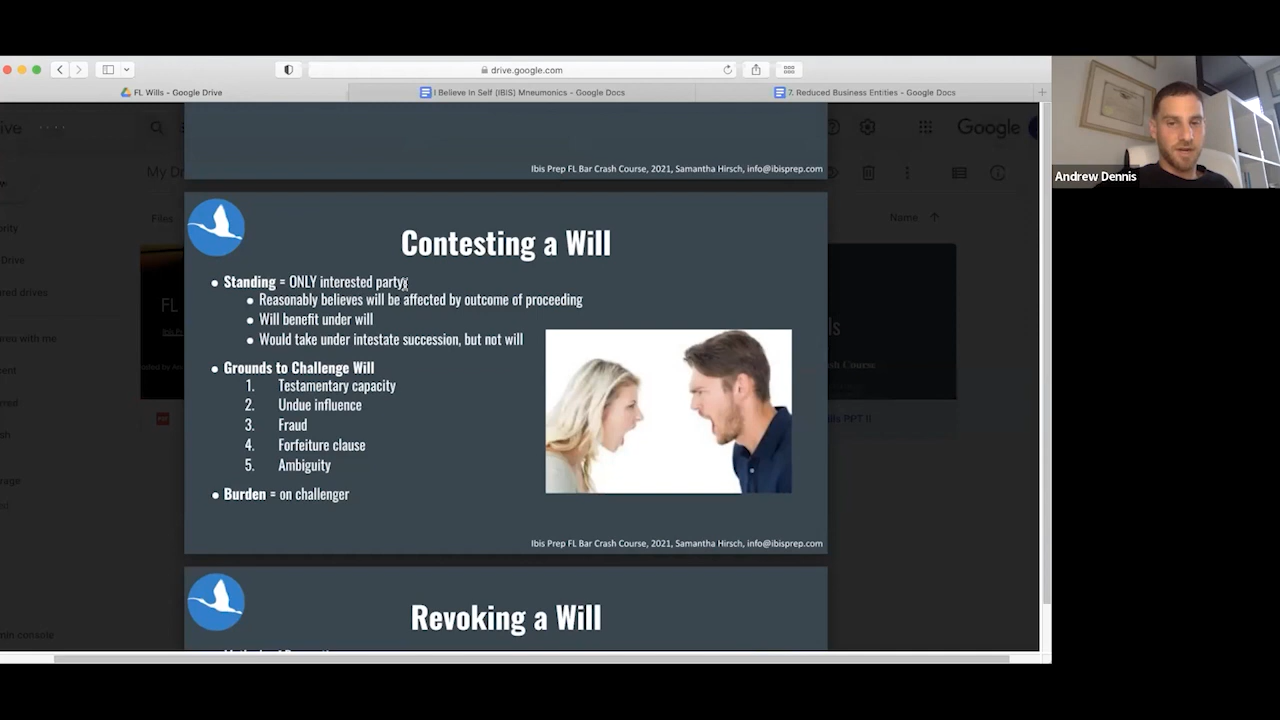 drive.google.com
FL Wills - Google Drive
I Believe In Self (IBIS) Mneumonics - Google Docs
7. Reduced Business Entities - Google Docs
Google
Andrew Dennis
Ibis Prep FL Bar Crash Course, 2021, Samantha Hirsch, info@ibisprep.com
My
Files
Name
Drive
FL
Contesting a Will
• Standing = ONLY interested party
• Reasonably believes will be affected by outcome of proceeding
• Will benefit under will
• Would take under intestate succession, but not will
• Grounds to Challenge Will
1. Testamentary capacity
2. Undue influence
3. Fraud
4. Forfeiture clause
5. Ambiguity
• Burden = on challenger
Ibis Prep FL Bar Crash Course, 2021, Samantha Hirsch, info@ibisprep.com
Revoking a Will